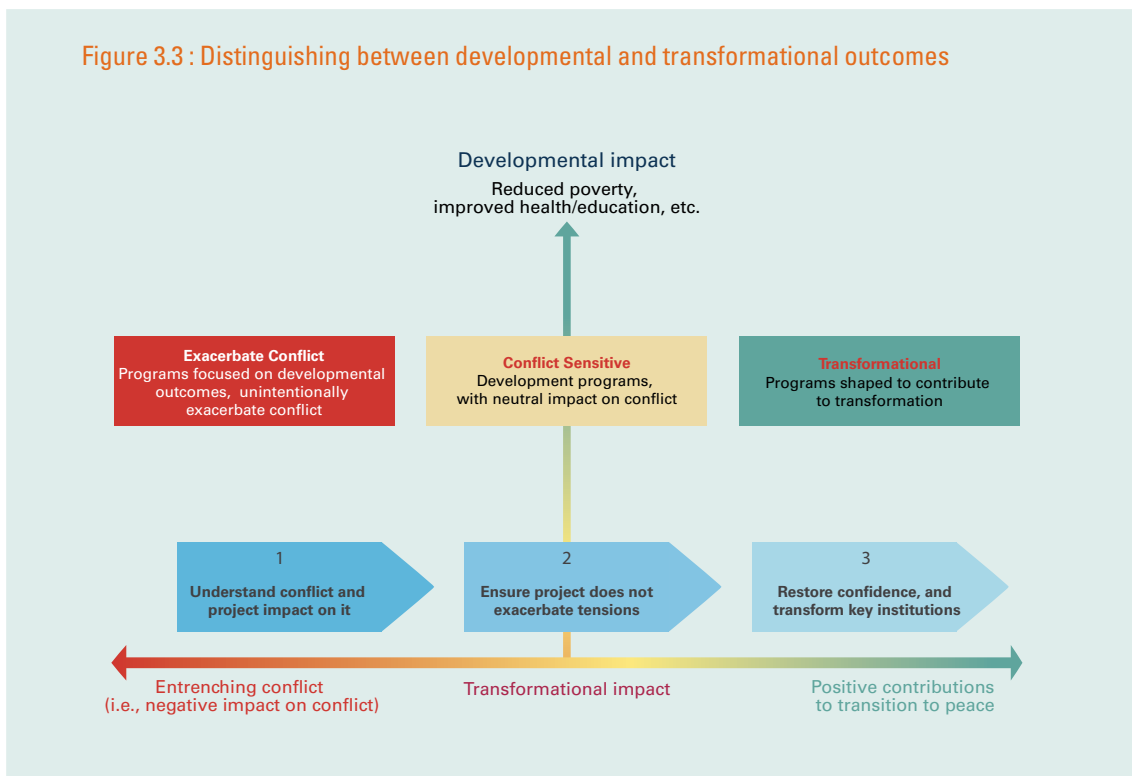 Figure 3.3 : Distinguishing between developmental and transformational outcomes
Developmental impact
Reduced poverty,
improved health/education, etc.
Exacerbate Conflict
Programs focused on developmental
outcomes, unintentionally
exacerbate conflict
Conflict Sensitive
Development programs,
with neutral impact on conflict
Transformational
Programs shaped to contribute
to transformation
1
Understand conflict and
project impact on it
2
Ensure project does not
exacerbate tensions
3
Restore confidence, and
transform key institutions
Entrenching conflict
(i.e., negative impact on conflict)
Transformational impact
Positive contributions
to transition to peace